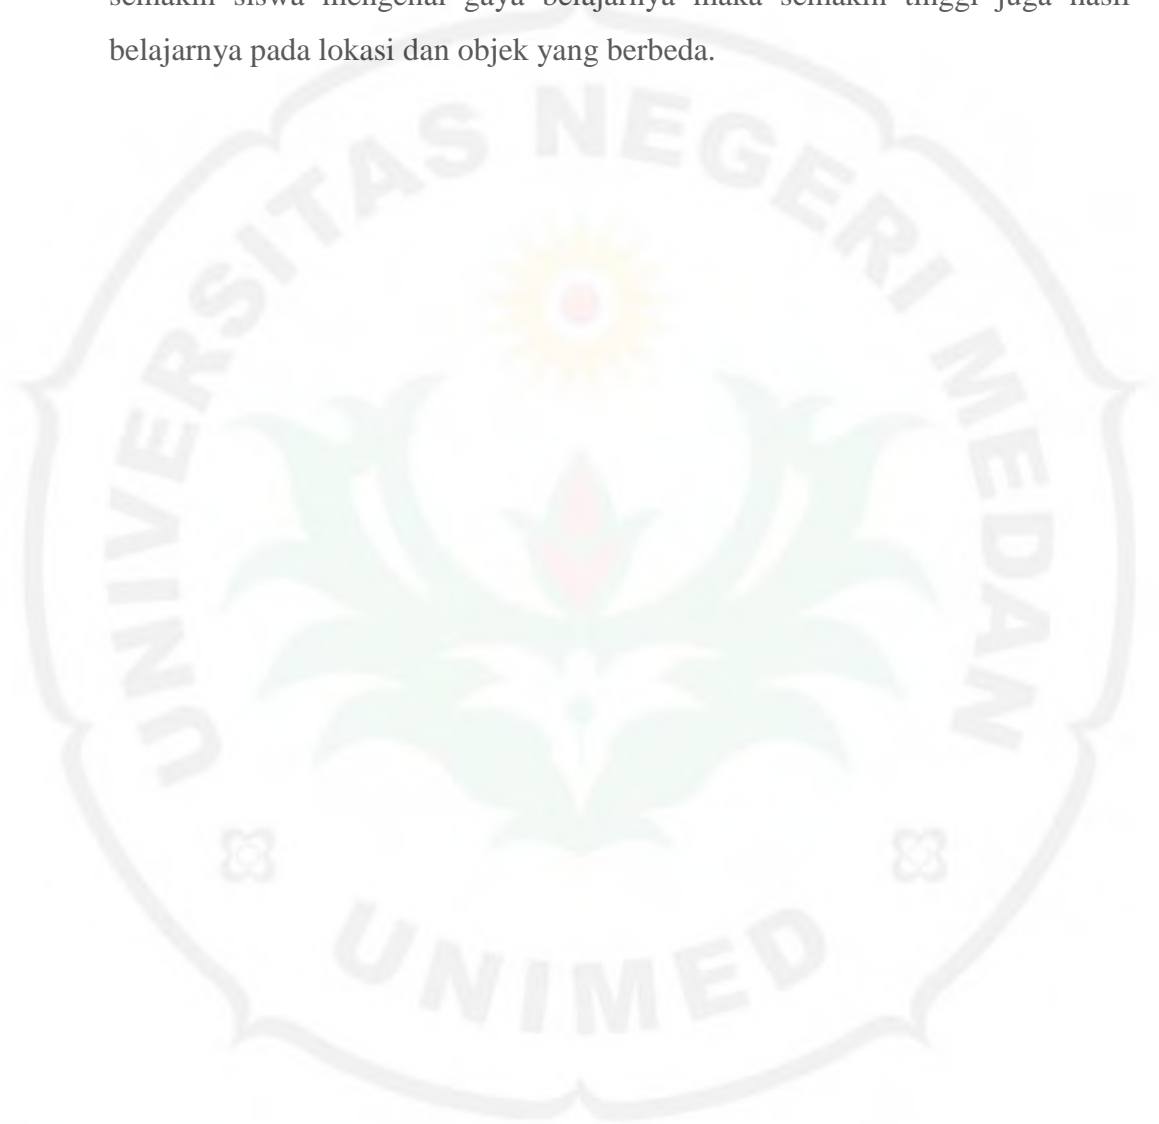 semakin siswa mengenal gaya belajarnya maka semakin tinggi juga hasil
belajarnya pada lokasi dan objek yang berbeda.
UNIVERSITAS NEGERI MEDAN
UNIMED